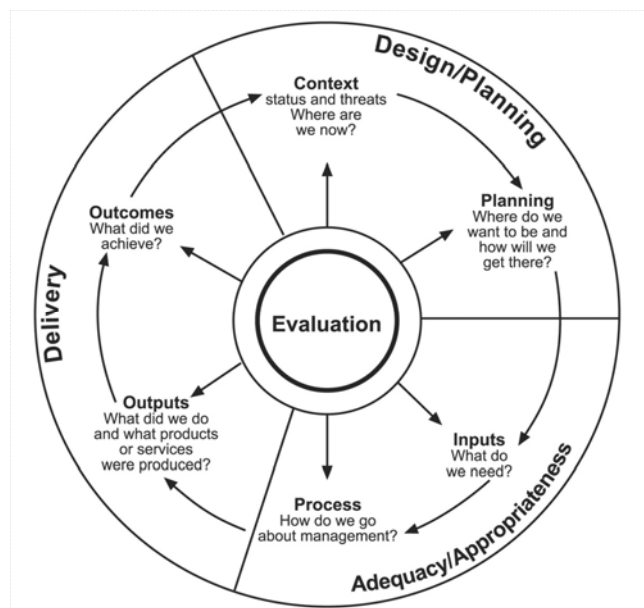 Design/Planning
Context
status and threats
Where are
we now?
Planning
Where do we
want to be and
how will we
get there?
Outcomes
What did we
achieve?
Delivery
Evaluation
Outputs
What did we do
and what products
or services
were produced?
Inputs
What do
we need?
Process
How do we go
about management?
Adequacy/Appropriateness